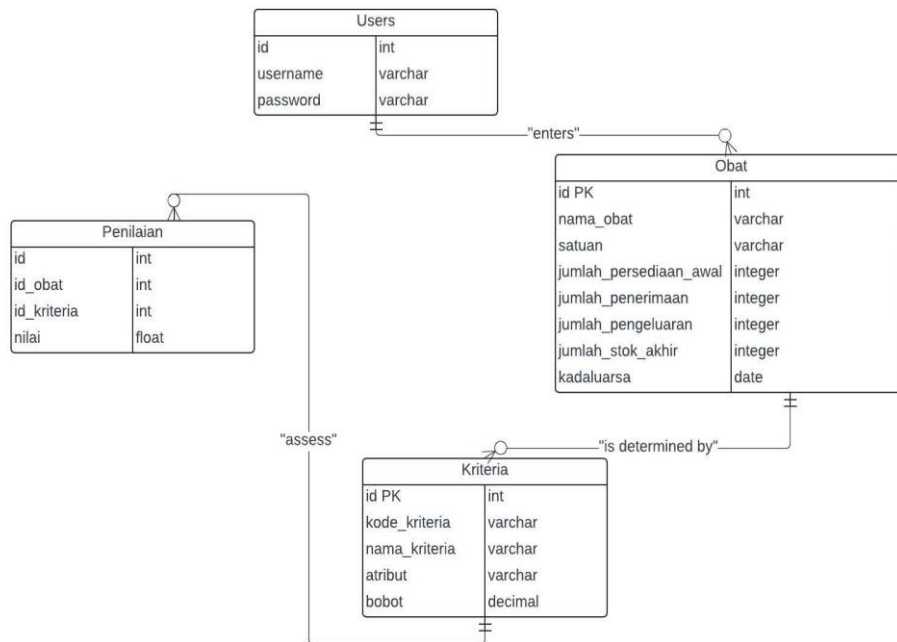 Users
id int
username varchar
password varchar
"enters"
Obat
id PK int
nama_obat varchar
satuan varchar
jumlah_persediaan_awal integer
jumlah_penerimaan integer
jumlah_pengeluaran integer
jumlah_stok_akhir integer
kadaluarsa date
Penilaian
id int
id_obat int
id_kriteria int
nilai float
"assess"
"is determined by"
Kriteria
id PK int
kode_kriteria varchar
nama_kriteria varchar
atribut varchar
bobot decimal